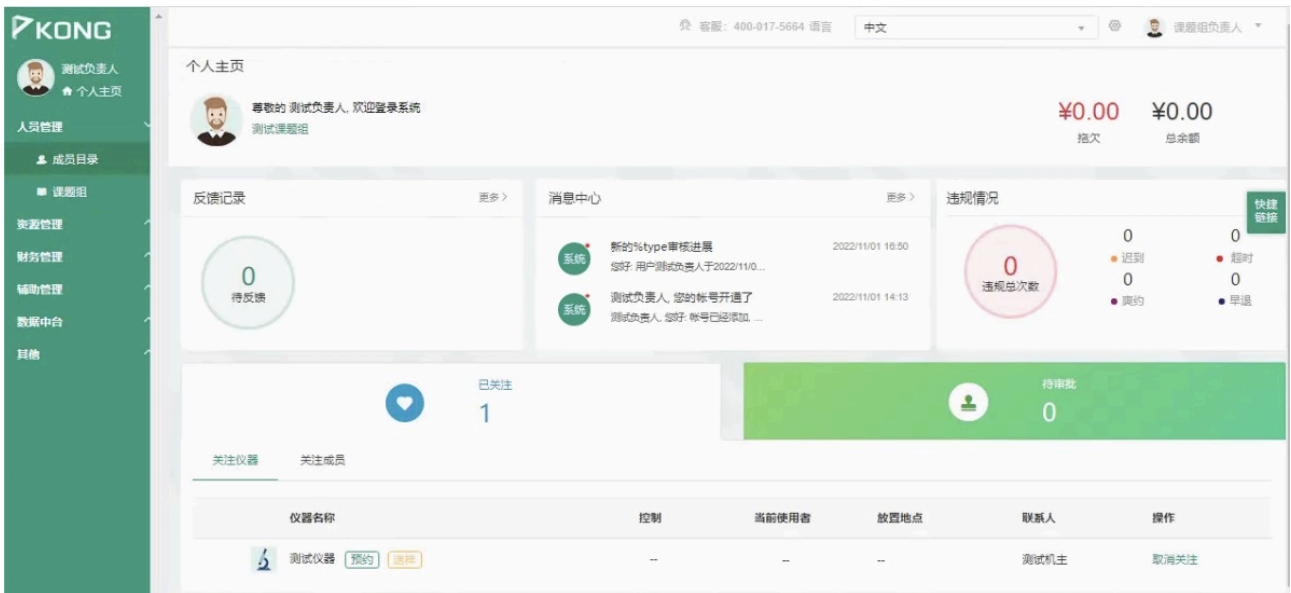 PKONG
测试负责人
个人主页
人员管理
成员目录
课题组
资源管理
财务管理
辅助管理
数据中台
其他
客服: 400-017-5664 语言
中文
课题组负责人
个人主页
尊敬的 测试负责人, 欢迎登录系统
测试课题组
¥0.00
拖欠
¥0.00
总余额
反馈记录
更多
0
待反馈
消息中心
更多
系统
新的%type审核进展
2022/11/01 16:50
您好: 用户测试负责人于2022/11/0...
系统
测试负责人, 您的帐号开通了
2022/11/01 14:13
测试负责人, 您好: 帐号已经添加, ...
违规情况
0
违规总次数
0
迟到
0
超时
0
爽约
0
早退
快捷
链接
已关注
1
待审批
0
关注仪器 关注成员
仪器名称 控制 当前使用者 放置地点 联系人 操作
测试仪器 预约 送样 -- -- -- 测试机主 取消关注